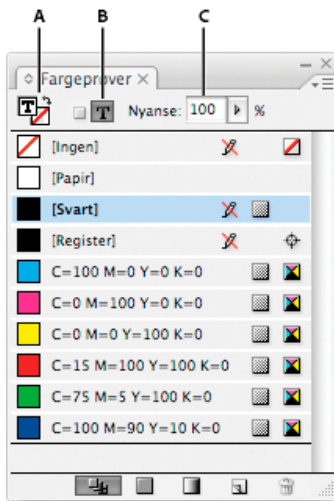 A B C
Fargeprøver
T T Nyanse: 100 %
[Ingen]
[Papir]
[Svart]
[Register]
C=100 M=0 Y=0 K=0
C=0 M=100 Y=0 K=0
C=0 M=0 Y=100 K=0
C=15 M=100 Y=100 K=0
C=75 M=5 Y=100 K=0
C=100 M=90 Y=10 K=0